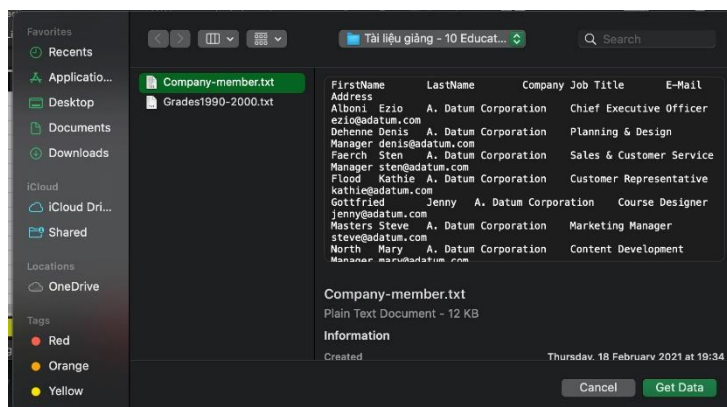 Favorites
Recents
Applicatio...
Desktop
Documents
Downloads
iCloud
iCloud Dri...
Shared
Locations
OneDrive
Tags
Red
Orange
Yellow
Tài liệu giảng - 10 Educat...
Search
Company-member.txt
Grades1990-2000.txt
FirstName LastName Company Job Title E-Mail
Address
Alboni Ezio A. Datum Corporation Chief Executive Officer
ezio@adatum.com
Dehenne Denis A. Datum Corporation Planning & Design
Manager denis@adatum.com
Faerch Sten A. Datum Corporation Sales & Customer Service
Manager sten@adatum.com
Flood Kathie A. Datum Corporation Customer Representative
kathie@adatum.com
Gottfried Jenny A. Datum Corporation Course Designer
jenny@adatum.com
Masters Steve A. Datum Corporation Marketing Manager
steve@adatum.com
North Mary A. Datum Corporation Content Development
Manager mary@adatum.com
Company-member.txt
Plain Text Document - 12 KB
Information
Created Thursday, 18 February 2021 at 19:34
Cancel Get Data